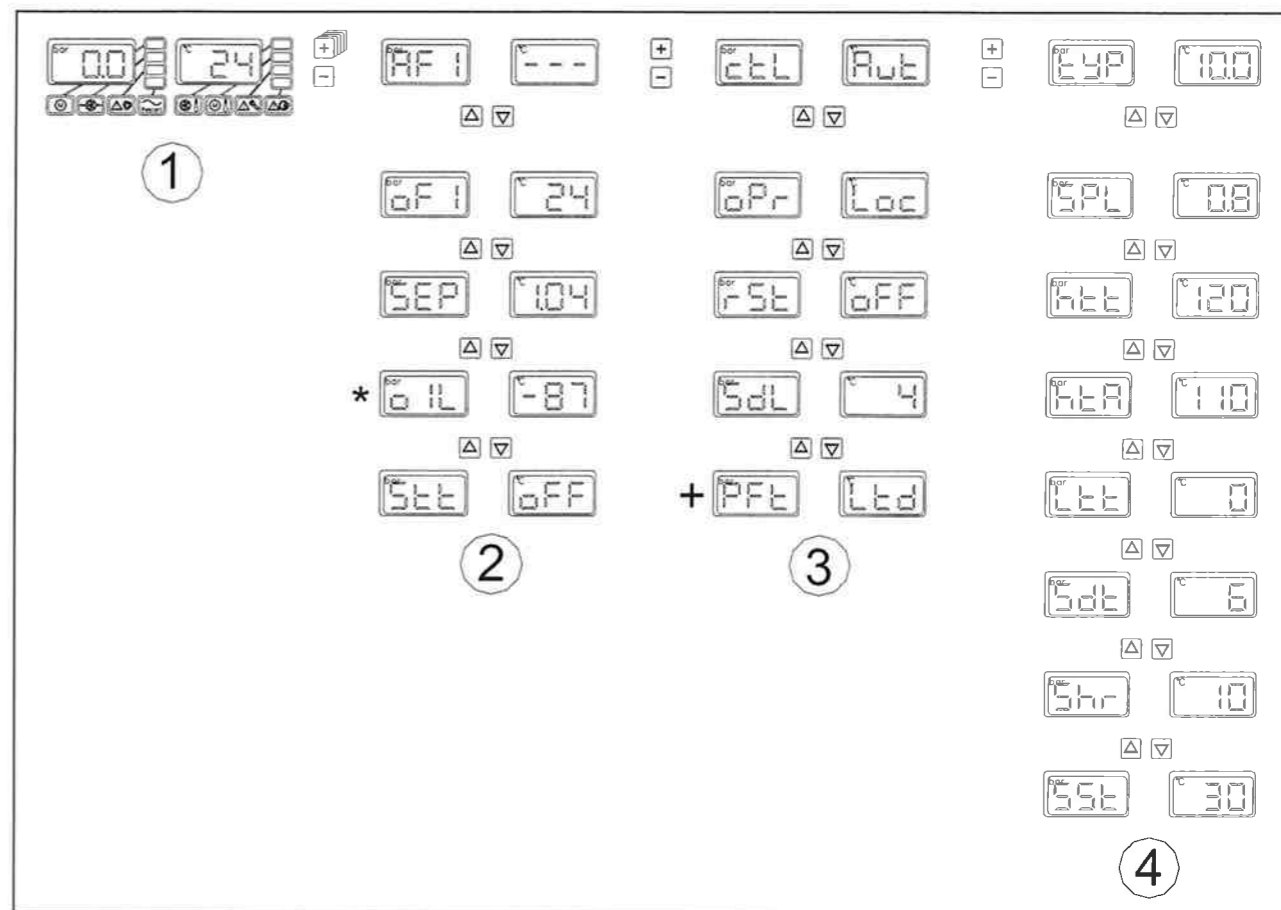 bar 0.0 °C 24 + - bar AF1 °C --- + - bar ctL °C Aut + - bar tYP °C 10.0
1
bar oF1 °C 24 bar oPr °C Loc bar SPL °C 0.8
bar SEP °C 1.04 bar rSt °C oFF bar htt °C 120
* bar oIL °C -87 bar SdL °C 4 bar htA °C 110
bar Stt °C oFF + bar PFt °C Ltd bar Ltt °C 0
2 3
bar Sdt °C 6
bar Shr °C 10
bar SSt °C 30
4